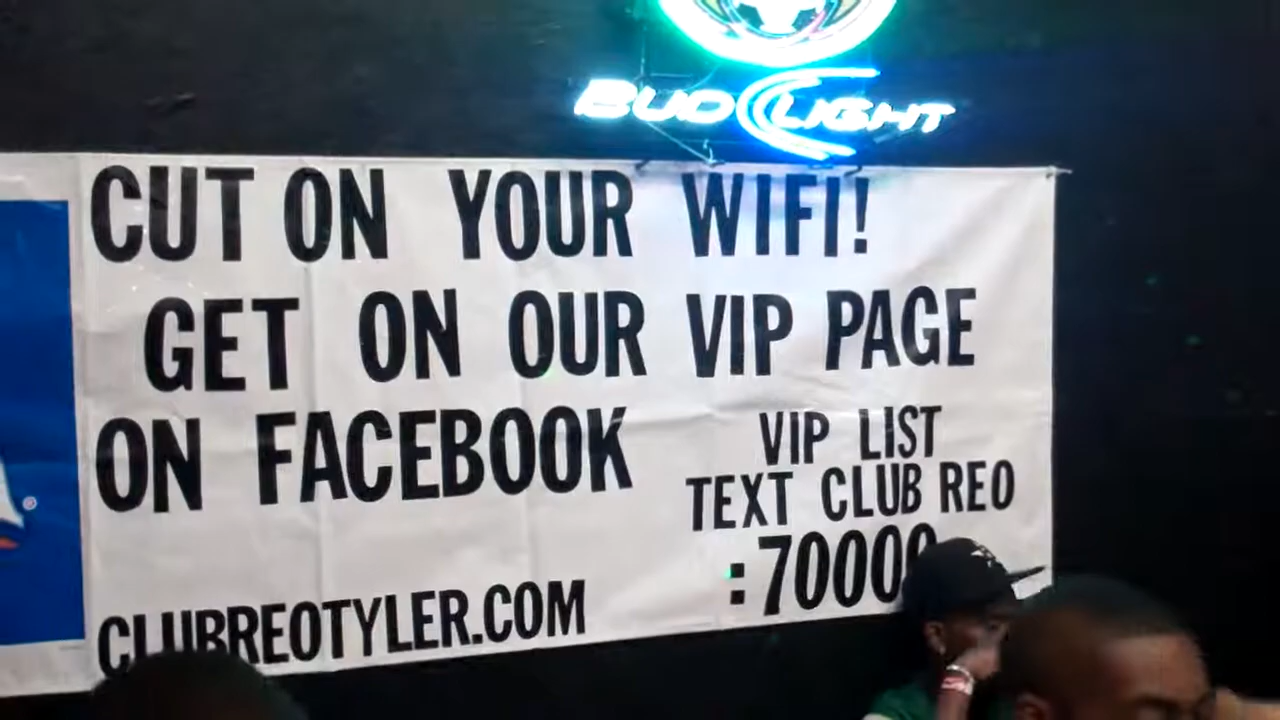 BUD LIGHT
CUT ON YOUR WIFI!
GET ON OUR VIP PAGE
ON FACEBOOK
VIP LIST
TEXT CLUB REO
:70000
CLUBREOTYLER.COM
®